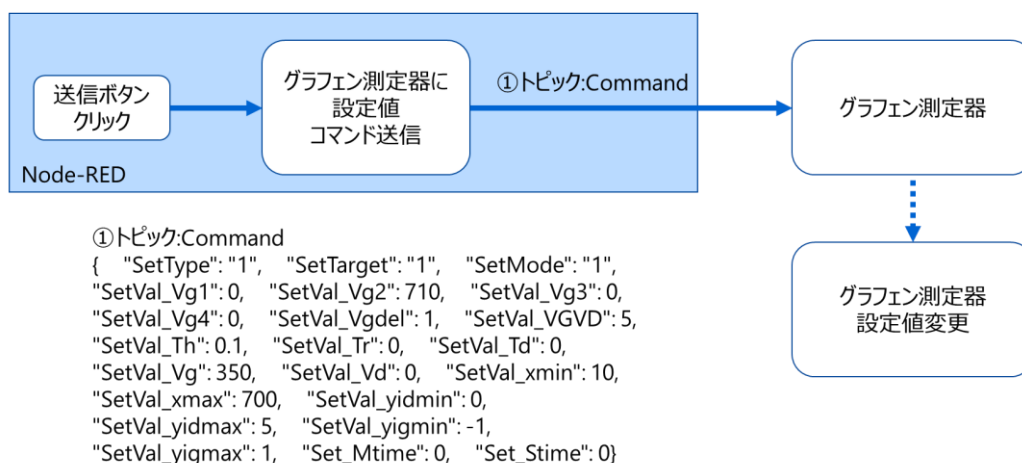 送信ボタン
クリック
グラフェン測定器に
設定値
コマンド送信
①トピック:Command
グラフェン測定器
Node-RED
グラフェン測定器
設定値変更
①トピック:Command
{ "SetType": "1", "SetTarget": "1", "SetMode": "1",
"SetVal_Vg1": 0, "SetVal_Vg2": 710, "SetVal_Vg3": 0,
"SetVal_Vg4": 0, "SetVal_Vgdel": 1, "SetVal_VGVD": 5,
"SetVal_Th": 0.1, "SetVal_Tr": 0, "SetVal_Td": 0,
"SetVal_Vg": 350, "SetVal_Vd": 0, "SetVal_xmin": 10,
"SetVal_xmax": 700, "SetVal_yidmin": 0,
"SetVal_yidmax": 5, "SetVal_yigmin": -1,
"SetVal_yigmax": 1, "Set_Mtime": 0, "Set_Stime": 0}